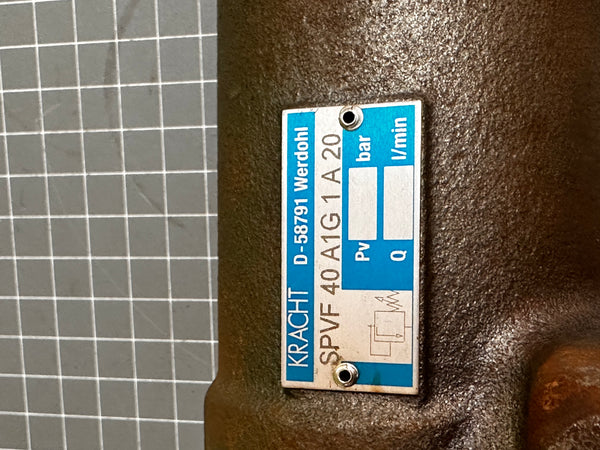 KRACHT D-58791 Werdohl
SPVF 40 A1G 1 A 20
Pv bar
Q l/min